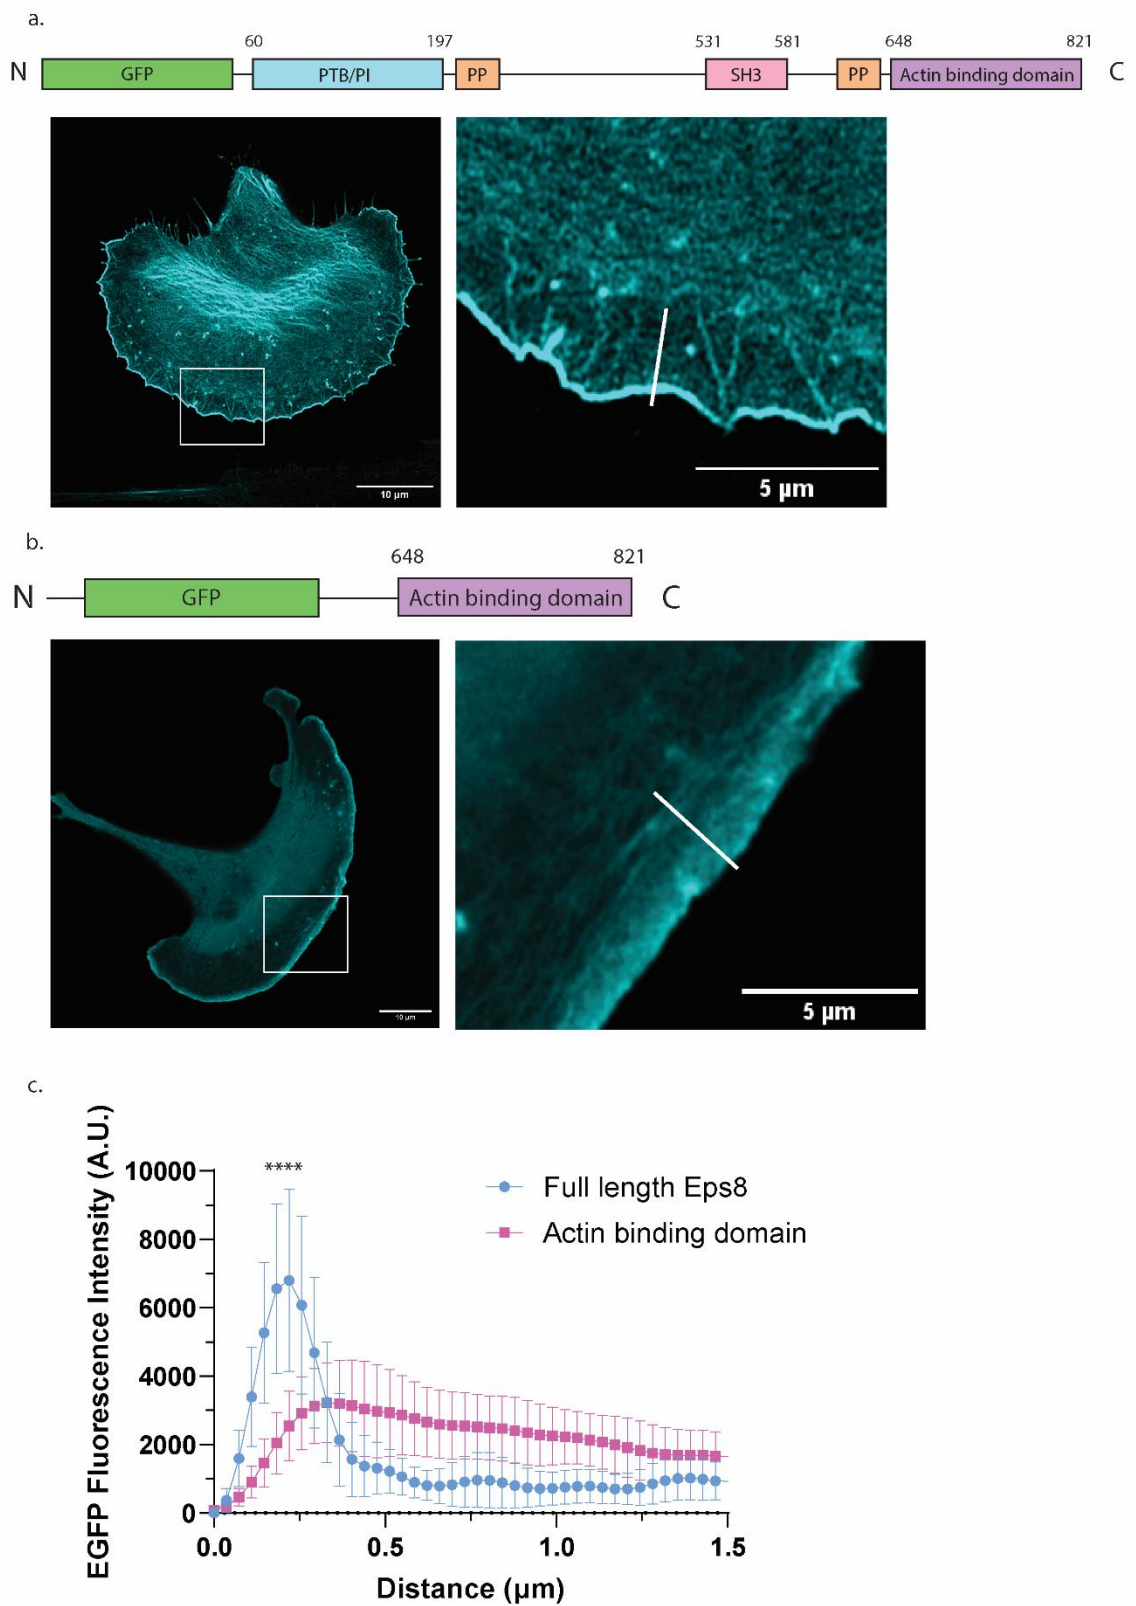 a.
60 197 531 581 648 821
N GFP PTB/PI PP SH3 PP Actin binding domain C
10 µm
5 µm
b.
648 821
N GFP Actin binding domain C
10 µm
5 µm
c.
EGFP Fluorescence Intensity (A.U.)
10000
8000
6000
4000
2000
0
****
Full length Eps8
Actin binding domain
0.0 0.5 1.0 1.5
Distance (µm)